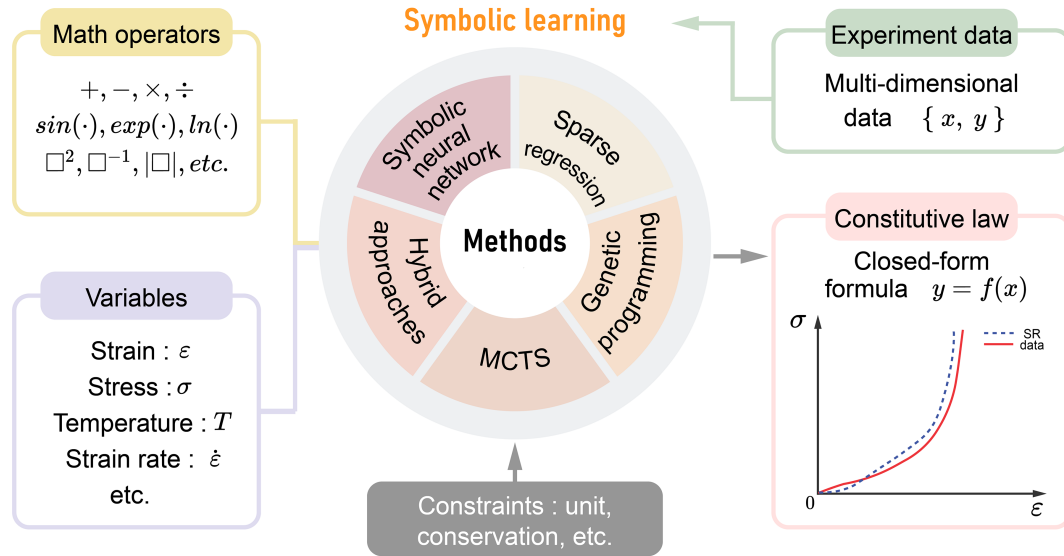 Symbolic learning
Math operators
+, −, ×, ÷
sin(·), exp(·), ln(·)
□², □⁻¹, |□|, etc.
Variables
Strain : ε
Stress : σ
Temperature : T
Strain rate : ε̇
etc.
Methods
Symbolic
neural
network
Sparse
regression
Genetic
programming
MCTS
Hybrid
approaches
Constraints : unit,
conservation, etc.
Experiment data
Multi-dimensional
data { x, y }
Constitutive law
Closed-form
formula y = f(x)
σ
SR
data
0
ε